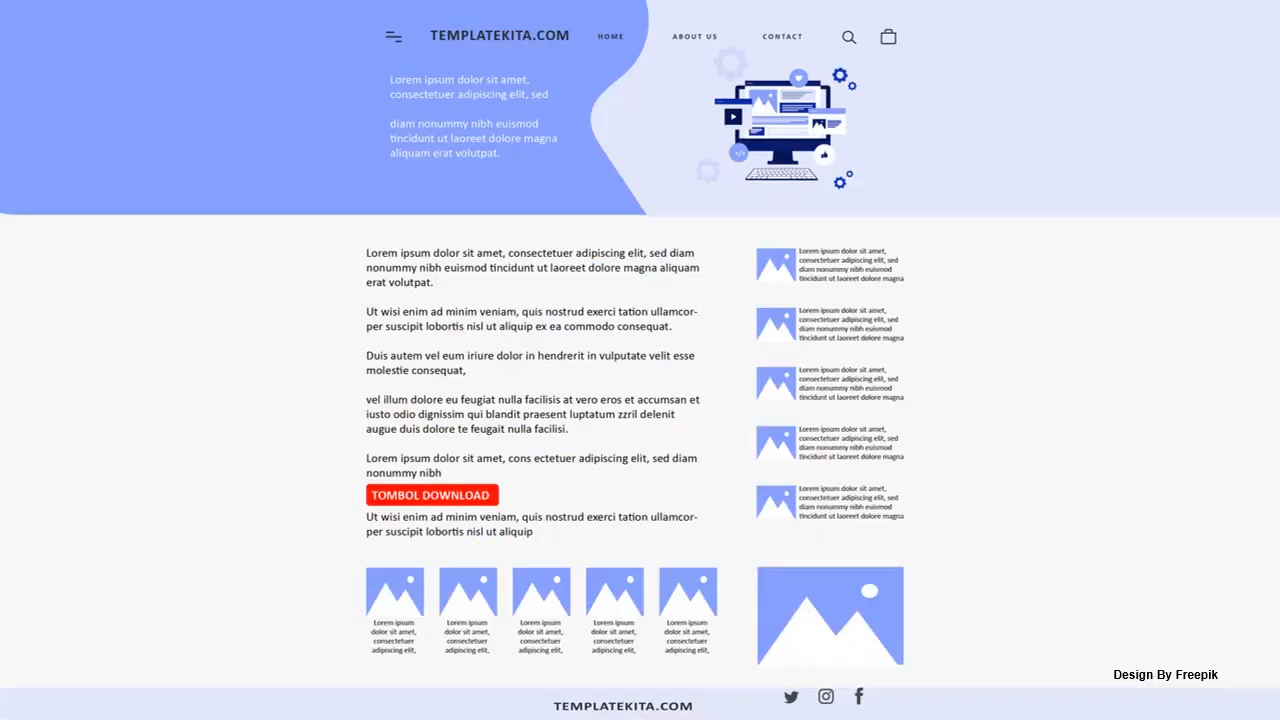 TEMPLATEKITA.COM
HOME
ABOUT US
CONTACT
Lorem ipsum dolor sit amet,
consectetuer adipiscing elit, sed
diam nonummy nibh euismod
tincidunt ut laoreet dolore magna
aliquam erat volutpat.
</>
Lorem ipsum dolor sit amet, consectetuer adipiscing elit, sed diam
nonummy nibh euismod tincidunt ut laoreet dolore magna aliquam
erat volutpat.
Ut wisi enim ad minim veniam, quis nostrud exerci tation ullamcor-
per suscipit lobortis nisl ut aliquip ex ea commodo consequat.
Duis autem vel eum iriure dolor in hendrerit in vulputate velit esse
molestie consequat,
vel illum dolore eu feugiat nulla facilisis at vero eros et accumsan et
iusto odio dignissim qui blandit praesent luptatum zzril delenit
augue duis dolore te feugait nulla facilisi.
Lorem ipsum dolor sit amet, cons ectetuer adipiscing elit, sed diam
nonummy nibh
TOMBOL DOWNLOAD
Ut wisi enim ad minim veniam, quis nostrud exerci tation ullamcor-
per suscipit lobortis nisl ut aliquip
Lorem ipsum dolor sit amet,
consectetuer adipiscing elit, sed
diam nonummy nibh euismod
tincidunt ut laoreet dolore magna
Lorem ipsum dolor sit amet,
consectetuer adipiscing elit, sed
diam nonummy nibh euismod
tincidunt ut laoreet dolore magna
Lorem ipsum dolor sit amet,
consectetuer adipiscing elit, sed
diam nonummy nibh euismod
tincidunt ut laoreet dolore magna
Lorem ipsum dolor sit amet,
consectetuer adipiscing elit, sed
diam nonummy nibh euismod
tincidunt ut laoreet dolore magna
Lorem ipsum dolor sit amet,
consectetuer adipiscing elit, sed
diam nonummy nibh euismod
tincidunt ut laoreet dolore magna
Lorem ipsum
dolor sit amet,
consectetuer
adipiscing elit,
Lorem ipsum
dolor sit amet,
consectetuer
adipiscing elit,
Lorem ipsum
dolor sit amet,
consectetuer
adipiscing elit,
Lorem ipsum
dolor sit amet,
consectetuer
adipiscing elit,
Lorem ipsum
dolor sit amet,
consectetuer
adipiscing elit,
Design By Freepik
TEMPLATEKITA.COM